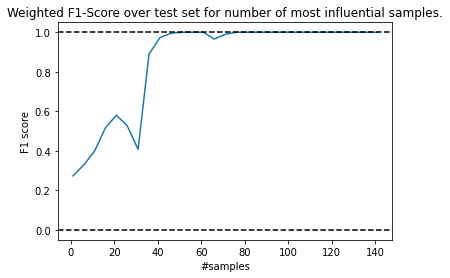 Weighted F1-Score over test set for number of most influential samples.
1.0
0.8
0.6
0.4
0.2
0.0
F1 score
0 20 40 60 80 100 120 140
#samples